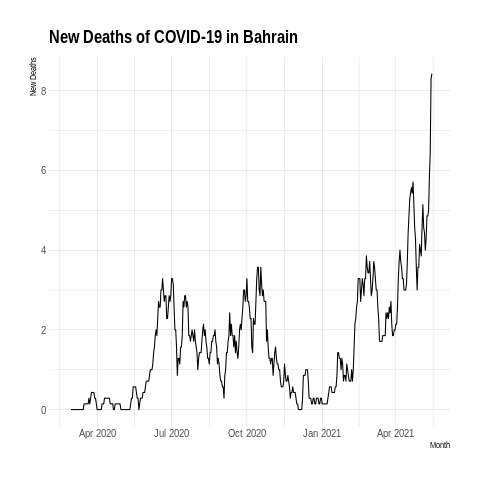 New Deaths of COVID-19 in Bahrain
New Deaths
8
6
4
2
0
Apr 2020 Jul 2020 Oct 2020 Jan 2021 Apr 2021
Month